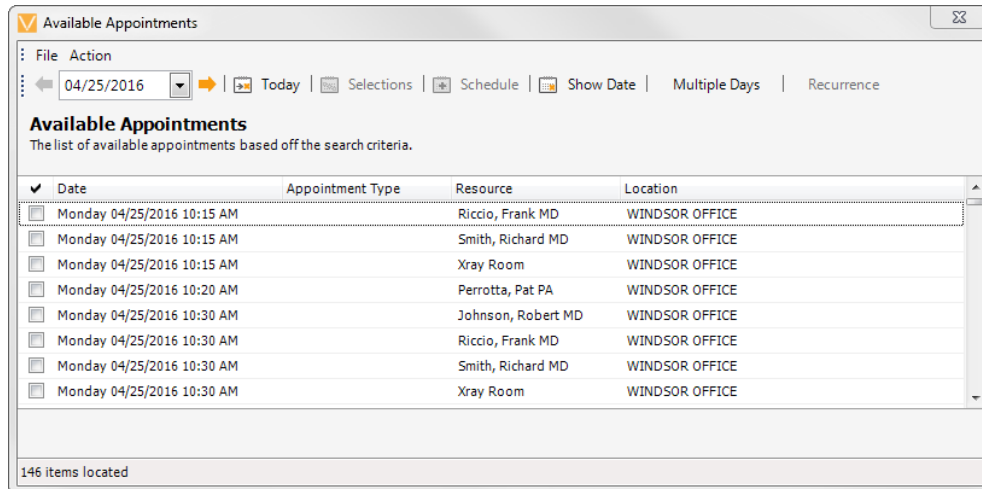 Available Appointments
File Action
04/25/2016 Today Selections Schedule Show Date Multiple Days Recurrence
Available Appointments
The list of available appointments based off the search criteria.
Date Appointment Type Resource Location
Monday 04/25/2016 10:15 AM Riccio, Frank MD WINDSOR OFFICE
Monday 04/25/2016 10:15 AM Smith, Richard MD WINDSOR OFFICE
Monday 04/25/2016 10:15 AM Xray Room WINDSOR OFFICE
Monday 04/25/2016 10:20 AM Perrotta, Pat PA WINDSOR OFFICE
Monday 04/25/2016 10:30 AM Johnson, Robert MD WINDSOR OFFICE
Monday 04/25/2016 10:30 AM Riccio, Frank MD WINDSOR OFFICE
Monday 04/25/2016 10:30 AM Smith, Richard MD WINDSOR OFFICE
Monday 04/25/2016 10:30 AM Xray Room WINDSOR OFFICE
146 items located